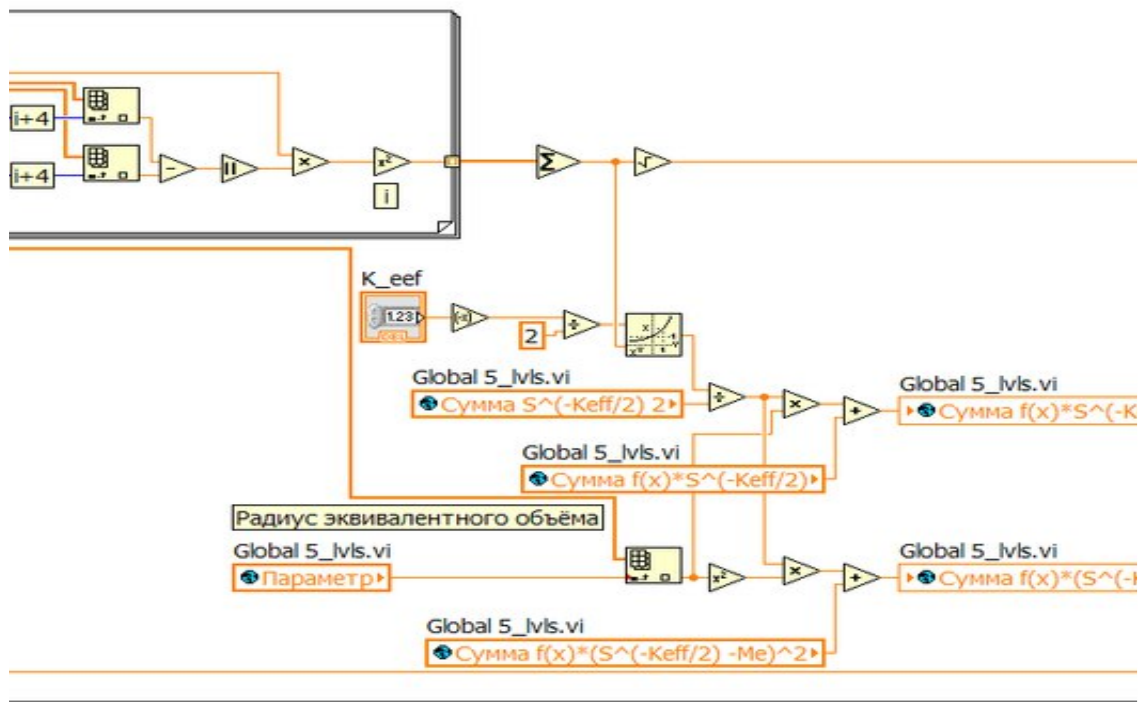 i+4
i+4
i
K_eef
1.23
2
Global 5_lvls.vi
Сумма S^(-Keff/2) 2
Global 5_lvls.vi
Сумма f(x)*S^(-K
Global 5_lvls.vi
Сумма f(x)*S^(-Keff/2)
Радиус эквивалентного объёма
Global 5_lvls.vi
Параметр
Global 5_lvls.vi
Сумма f(x)*(S^(-
Global 5_lvls.vi
Сумма f(x)*(S^(-Keff/2) -Me)^2